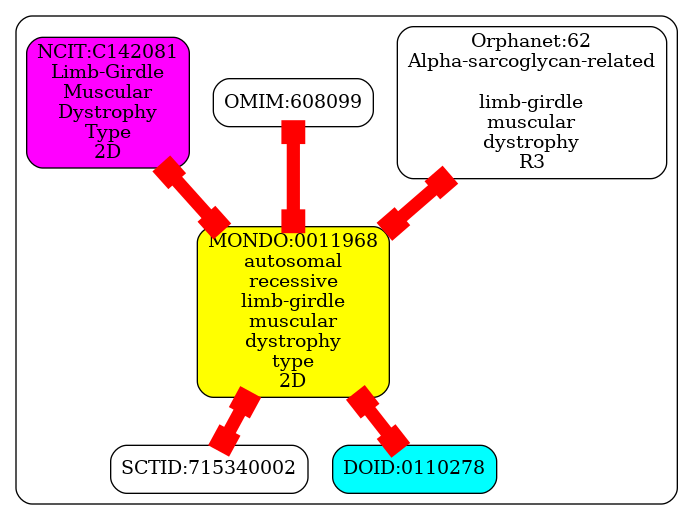 NCIT:C142081
Limb-Girdle
Muscular
Dystrophy
Type
2D
OMIM:608099
Orphanet:62
Alpha-sarcoglycan-related
limb-girdle
muscular
dystrophy
R3
MONDO:0011968
autosomal
recessive
limb-girdle
muscular
dystrophy
type
2D
SCTID:715340002
DOID:0110278